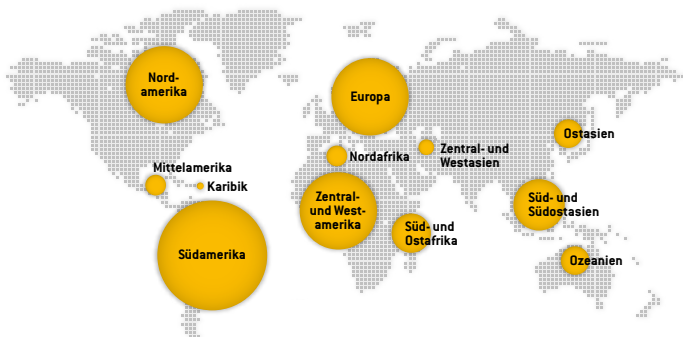 Nord-
amerika
Europa
Ostasien
Zentral- und
Westasien
Nordafrika
Mittelamerika
Karibik
Zentral-
und West-
amerika
Süd- und
Südostasien
Süd- und
Ostafrika
Südamerika
Ozeanien